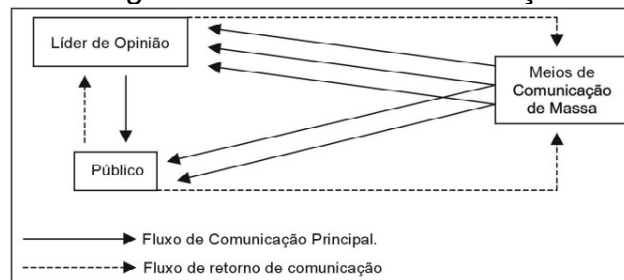 Líder de Opinião
Meios de
Comunicação
de Massa
Público
Fluxo de Comunicação Principal.
Fluxo de retorno de comunicação